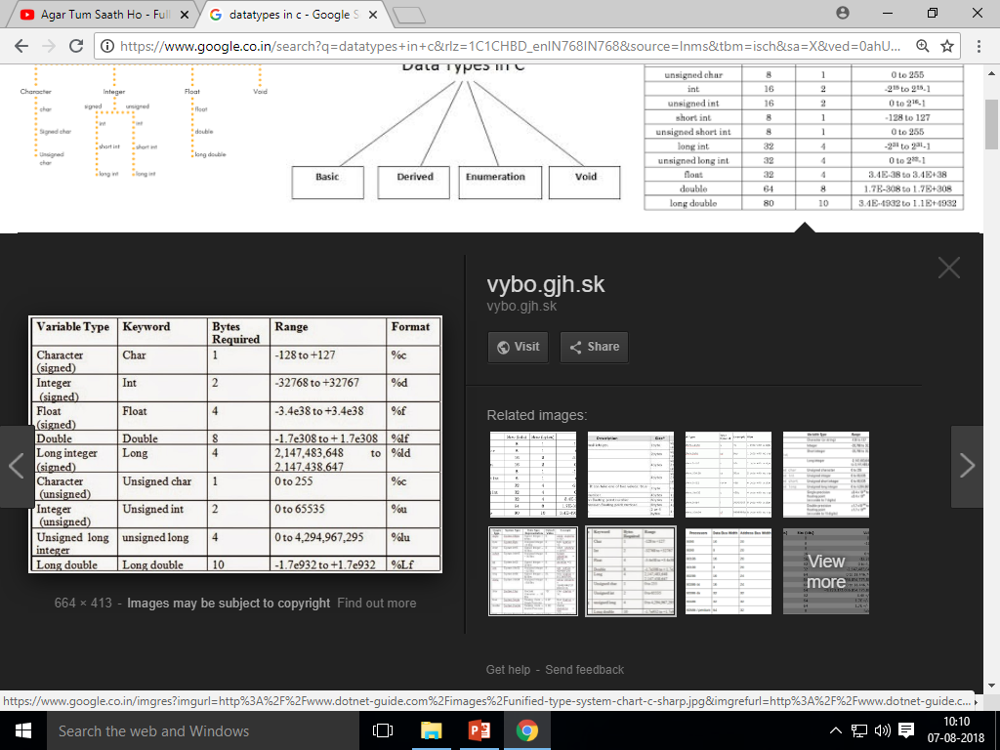 Agar Tum Saath Ho - Full
datatypes in c - Google S
https://www.google.co.in/search?q=datatypes+in+c&rlz=1C1CHBD_enIN768IN768&source=lnms&tbm=isch&sa=X&ved=0ahU...
Character Integer Float Void
char
Signed char
Unsigned
char
signed unsigned
int int
short int short int
long int long int
float
double
long double
Data Types in C
Basic Derived Enumeration Void
unsigned char 8 1 0 to 255
int 16 2 -2¹⁵ to 2¹⁵-1
unsigned int 16 2 0 to 2¹⁶-1
short int 8 1 -128 to 127
unsigned short int 8 1 0 to 255
long int 32 4 -2³¹ to 2³¹-1
unsigned long int 32 4 0 to 2³²-1
float 32 4 3.4E-38 to 3.4E+38
double 64 8 1.7E-308 to 1.7E+308
long double 80 10 3.4E-4932 to 1.1E+4932
Variable Type Keyword Bytes Required Range Format
Character (signed) Char 1 -128 to +127 %c
Integer (signed) Int 2 -32768 to +32767 %d
Float (signed) Float 4 -3.4e38 to +3.4e38 %f
Double Double 8 -1.7e308 to + 1.7e308 %lf
Long integer (signed) Long 4 2,147,483,648 to 2,147,438,647 %ld
Character (unsigned) Unsigned char 1 0 to 255 %c
Integer (unsigned) Unsigned int 2 0 to 65535 %u
Unsigned long integer unsigned long 4 0 to 4,294,967,295 %lu
Long double Long double 10 -1.7e932 to +1.7e932 %Lf
664 × 413 - Images may be subject to copyright Find out more
vybo.gjh.sk
vybo.gjh.sk
Visit Share
Related images:
View
more
Get help - Send feedback
https://www.google.co.in/imgres?imgurl=http%3A%2F%2Fwww.dotnet-guide.com%2Fimages%2Funified-type-system-chart-c-sharp.jpg&imgrefurl=http%3A%2F%2Fwww.dotnet-guide.c...
Search the web and Windows
10:10
07-08-2018